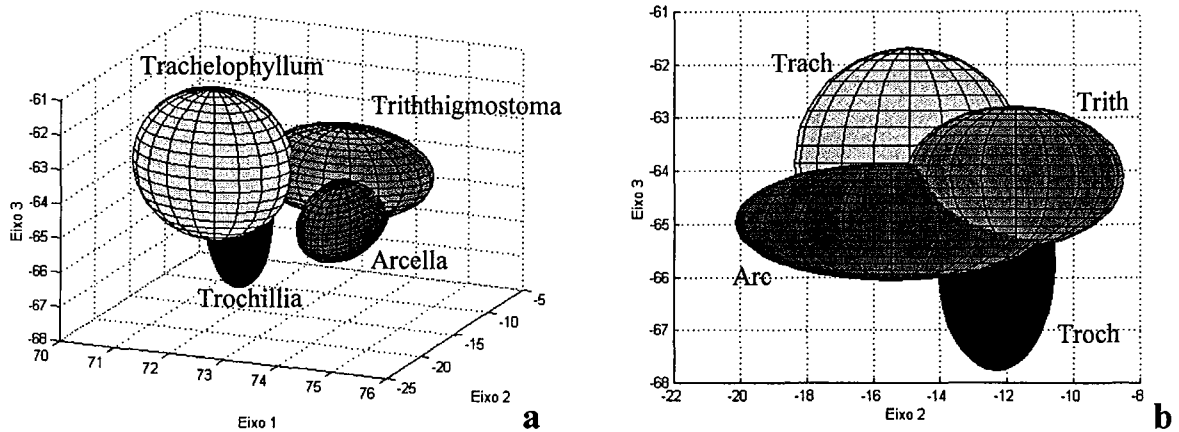 Trachelophyllum
Triththigmostoma
-61
-62
-63
-64
-65
-66
-67
-68
Eixo 3
Arcella
Trochillia
70
71
72
73
74
75
76
Eixo 1
-25
-20
-15
-10
-5
Eixo 2
a
-61
-62
-63
-64
-65
-66
-67
-68
Eixo 3
Trach
Trith
Arc
Troch
-22
-20
-18
-16
-14
-12
-10
-8
Eixo 2
b